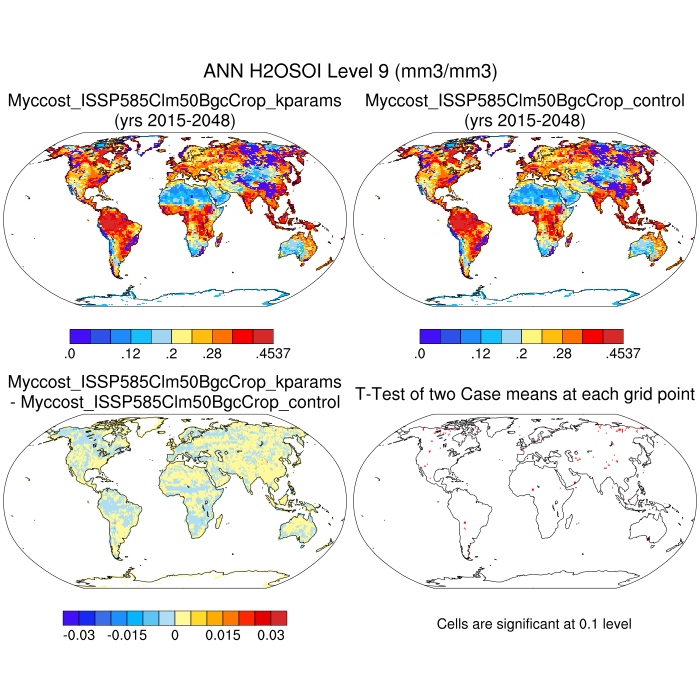 ANN H2OSOI Level 9 (mm3/mm3)
Myccost_ISSP585Clm50BgcCrop_kparams
(yrs 2015-2048)
Myccost_ISSP585Clm50BgcCrop_control
(yrs 2015-2048)
.0 .12 .2 .28 .4537
.0 .12 .2 .28 .4537
Myccost_ISSP585Clm50BgcCrop_kparams
- Myccost_ISSP585Clm50BgcCrop_control
T-Test of two Case means at each grid point
-0.03 -0.015 0 0.015 0.03
Cells are significant at 0.1 level